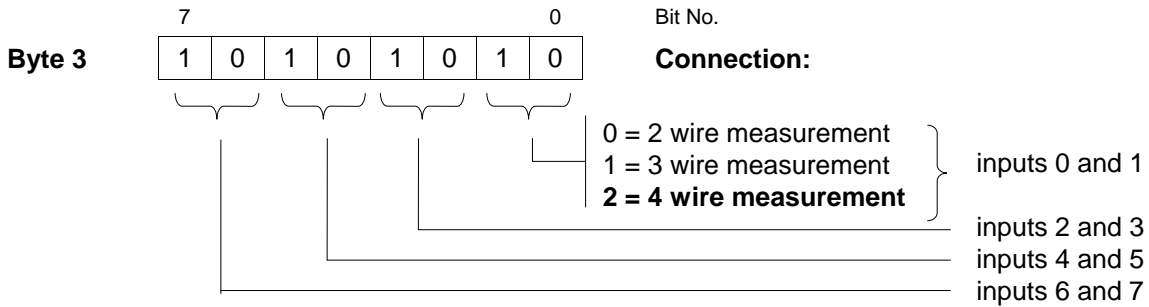 7 0 Bit No.
Byte 3 1 0 1 0 1 0 1 0 Connection:
0 = 2 wire measurement
1 = 3 wire measurement inputs 0 and 1
2 = 4 wire measurement
inputs 2 and 3
inputs 4 and 5
inputs 6 and 7